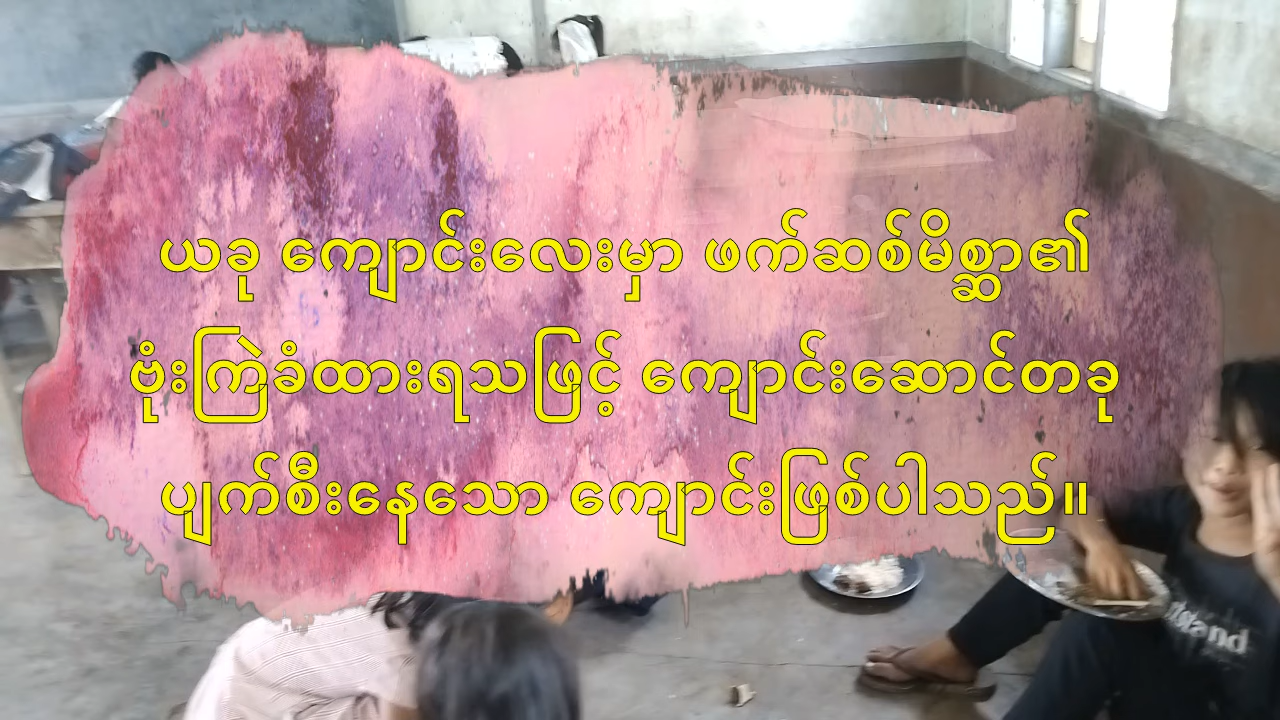 ယခု ကျောင်းလေးမှာ ဖက်ဆစ်မိစ္ဆာ၏
ဗုံးကြဲခံထားရသဖြင့် ကျောင်းဆောင်တခု
ပျက်စီးနေသော ကျောင်းဖြစ်ပါသည်။